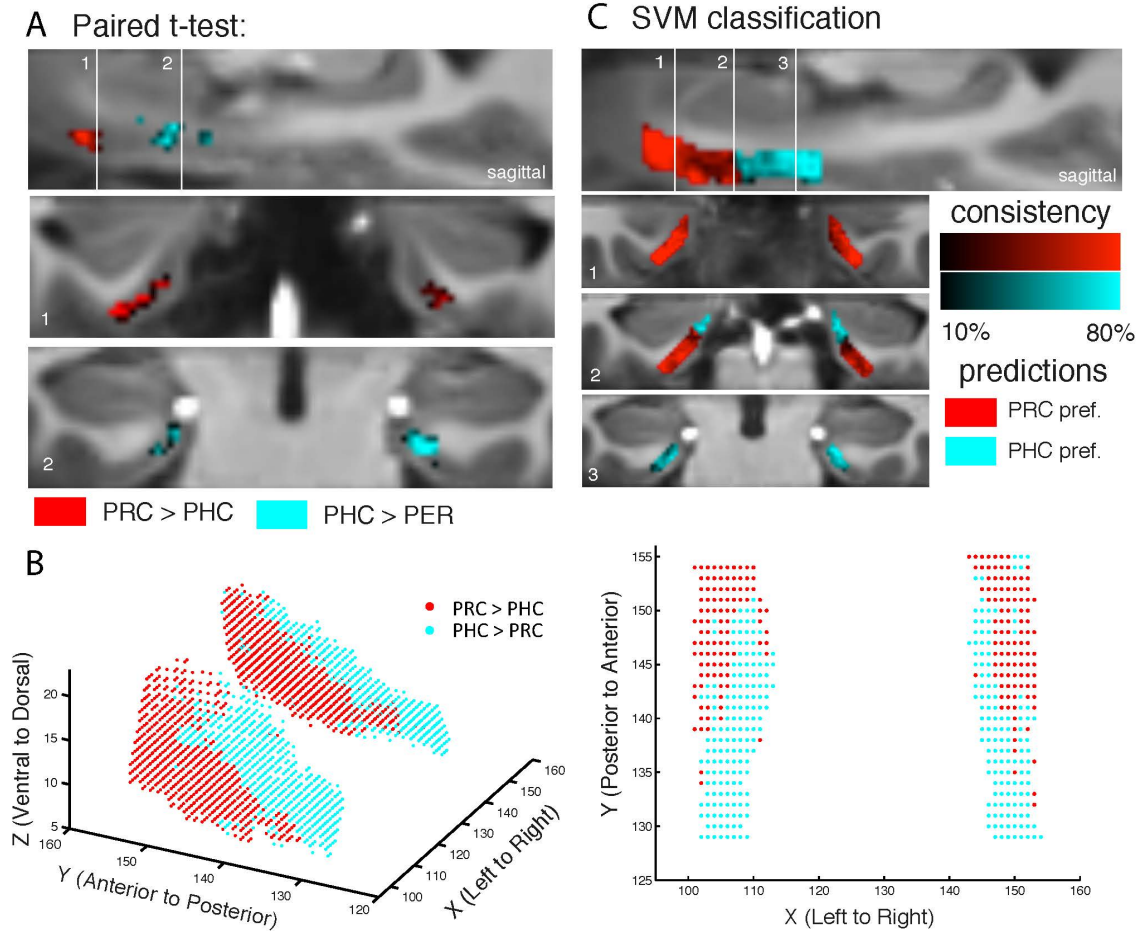 A Paired t-test:
1 2
sagittal
1
2
PRC > PHC PHC > PER
C SVM classification
1 2 3
sagittal
1
2
3
consistency
10% 80%
predictions
PRC pref.
PHC pref.
B
PRC > PHC
PHC > PRC
Z (Ventral to Dorsal)
20
15
10
5
160 150 140 130 120
Y (Anterior to Posterior)
100 110 120 130 140 150 160
X (Left to Right)
Y (Posterior to Anterior)
155
150
145
140
135
130
125
100 110 120 130 140 150 160
X (Left to Right)